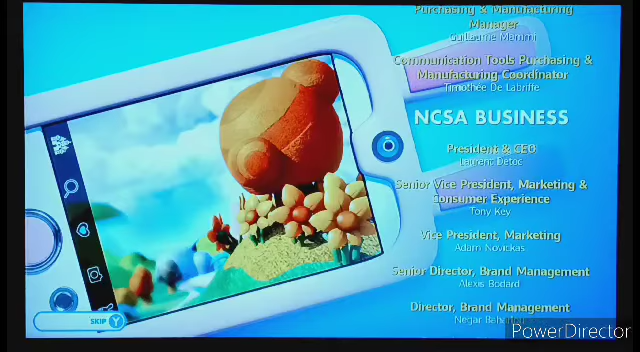 Purchasing & Manufacturing
Manager
Guillaume Mammi
Communication Tools Purchasing &
Manufacturing Coordinator
Timothée De Labriffe
NCSA BUSINESS
President & CEO
Laurent Detoc
Senior Vice President, Marketing &
Consumer Experience
Tony Key
Vice President, Marketing
Adam Novickas
Senior Director, Brand Management
Alexis Bodard
Director, Brand Management
Negar
SKIP Y
PowerDirector